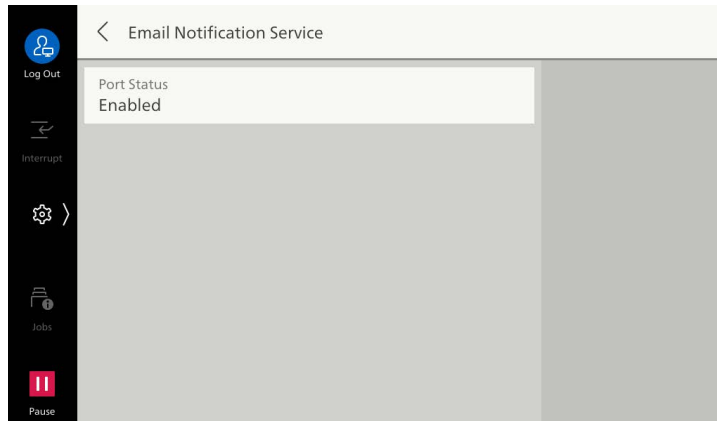 Email Notification Service
Log Out
Port Status
Enabled
Interrupt
Jobs
Pause